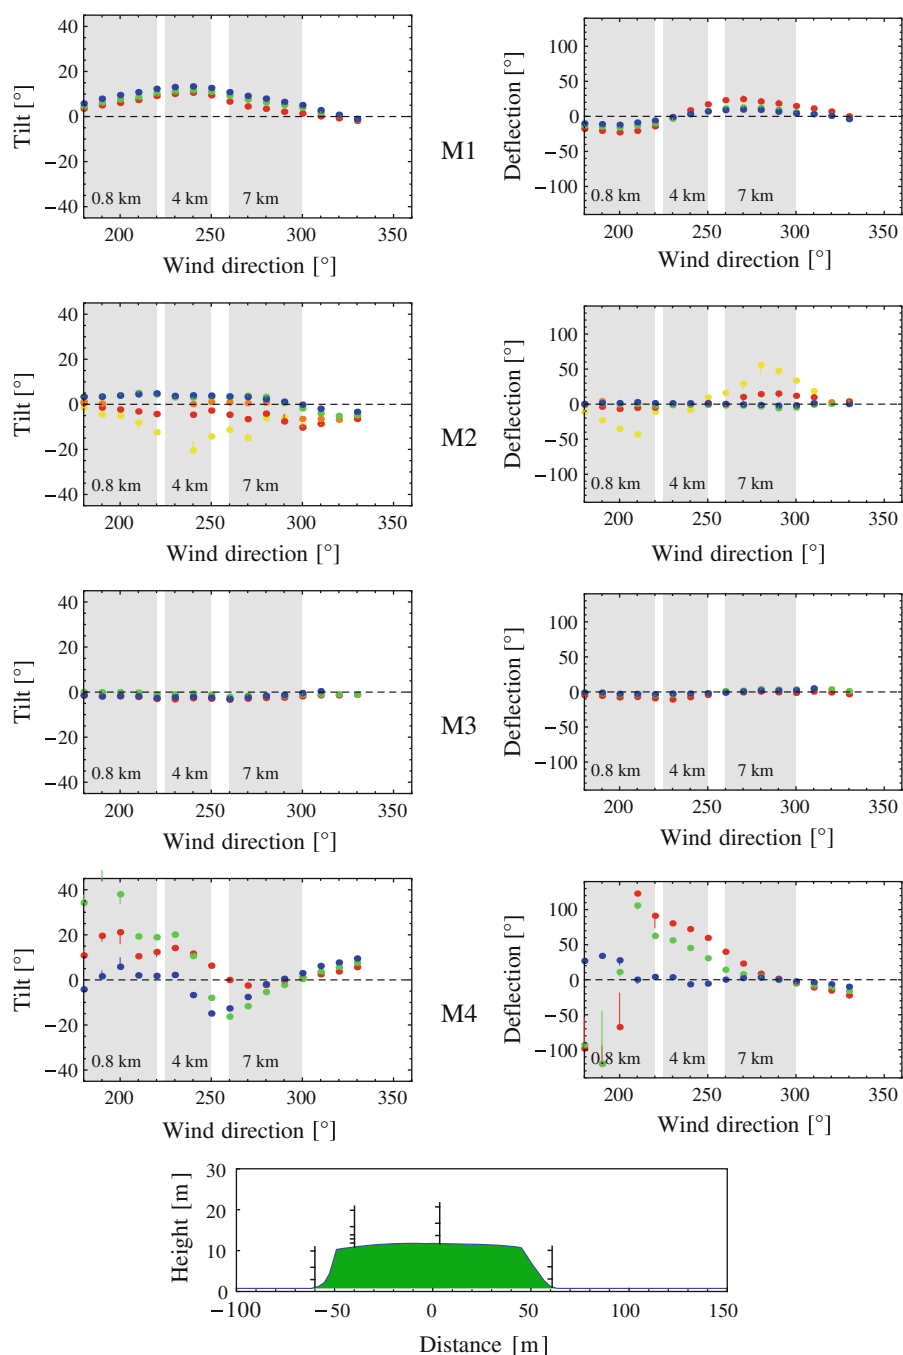 40
20
0
−20
−40
Tilt [°]
0.8 km 4 km 7 km
200 250 300 350
Wind direction [°]
M1
100
50
0
−50
−100
Deflection [°]
0.8 km 4 km 7 km
200 250 300 350
Wind direction [°]
40
20
0
−20
−40
Tilt [°]
0.8 km 4 km 7 km
200 250 300 350
Wind direction [°]
M2
100
50
0
−50
−100
Deflection [°]
0.8 km 4 km 7 km
200 250 300 350
Wind direction [°]
40
20
0
−20
−40
Tilt [°]
0.8 km 4 km 7 km
200 250 300 350
Wind direction [°]
M3
100
50
0
−50
−100
Deflection [°]
0.8 km 4 km 7 km
200 250 300 350
Wind direction [°]
40
20
0
−20
−40
Tilt [°]
0.8 km 4 km 7 km
200 250 300 350
Wind direction [°]
M4
100
50
0
−50
−100
Deflection [°]
0.8 km 4 km 7 km
200 250 300 350
Wind direction [°]
30
20
10
0
Height [m]
−100 −50 0 50 100 150
Distance [m]